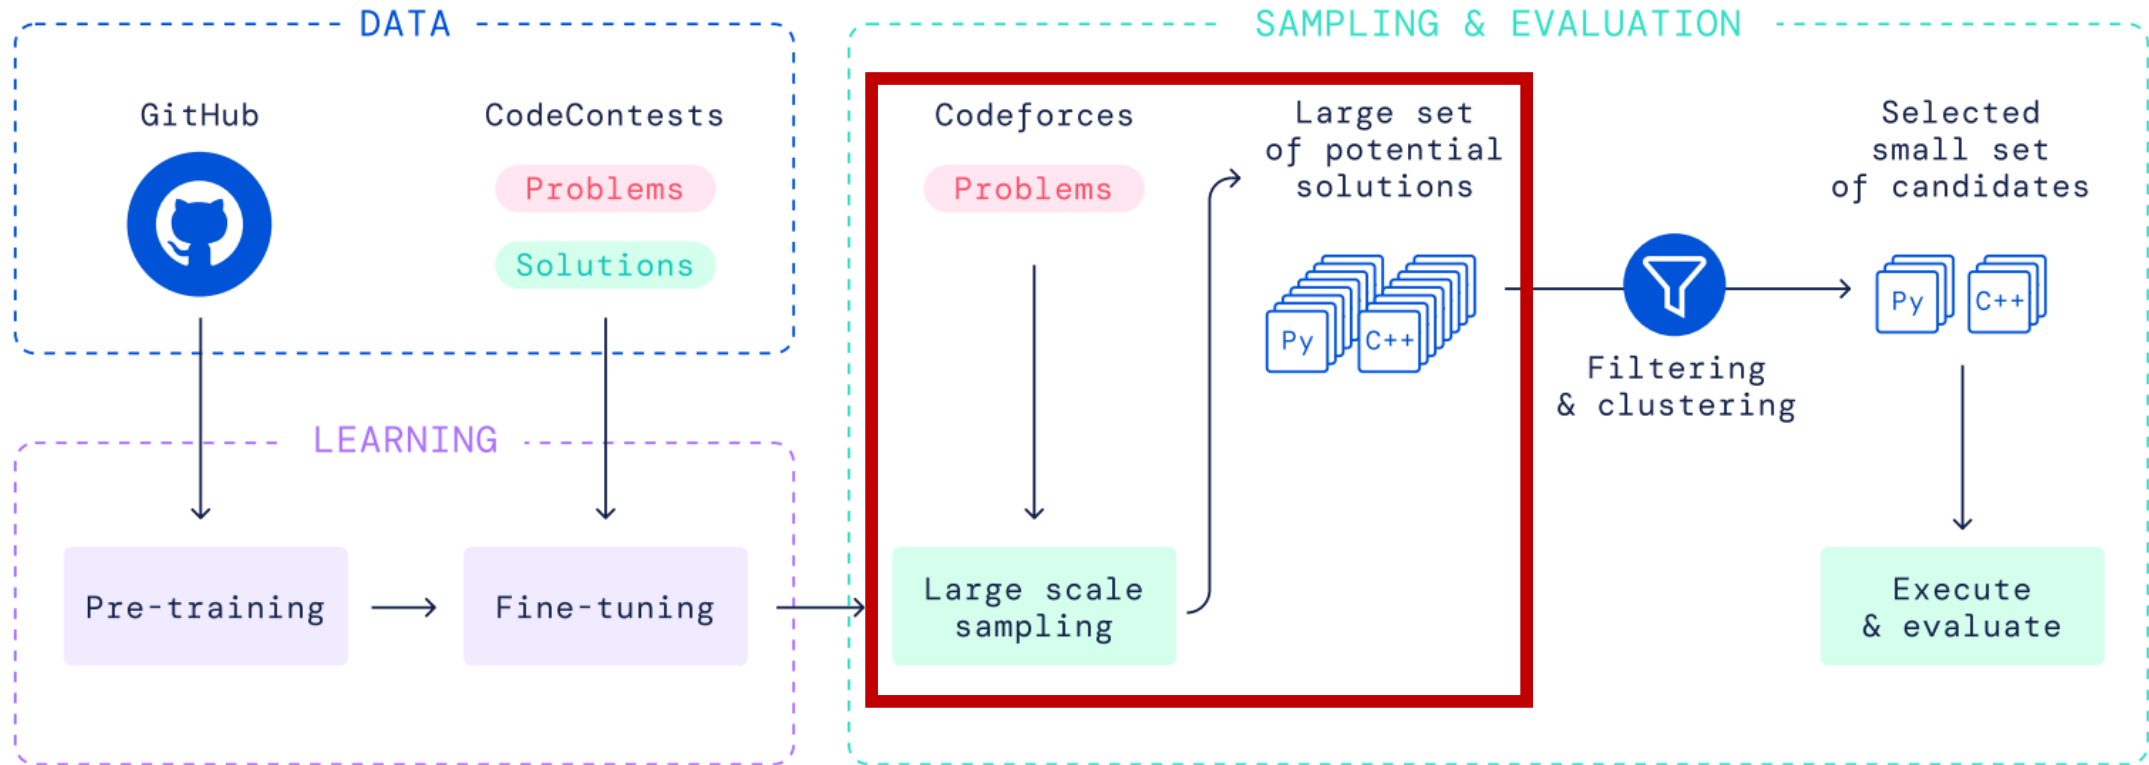 DATA
GitHub
CodeContests
Problems
Solutions
LEARNING
Pre-training
Fine-tuning
SAMPLING & EVALUATION
Codeforces
Problems
Large scale
sampling
Large set
of potential
solutions
Py
C++
Filtering
& clustering
Selected
small set
of candidates
Py
C++
Execute
& evaluate